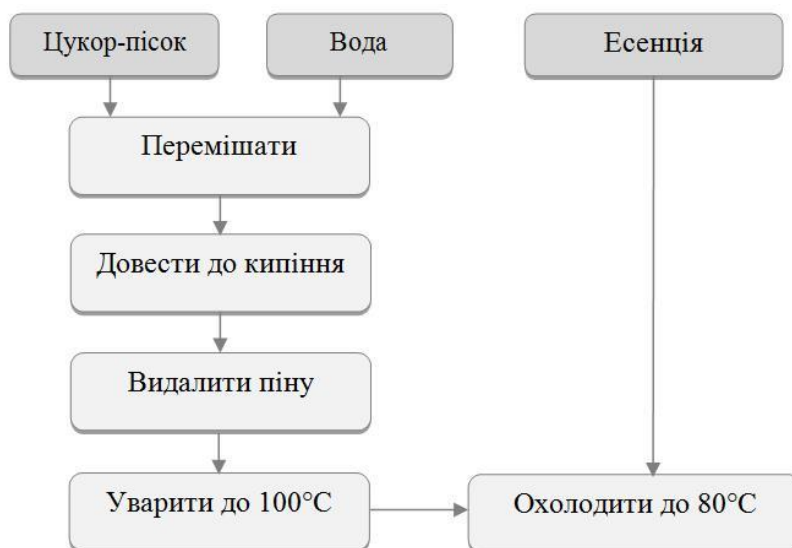 Цукор-пісок
Вода
Есенція
Перемішати
Довести до кипіння
Видалити піну
Уварити до 100°С
Охолодити до 80°С